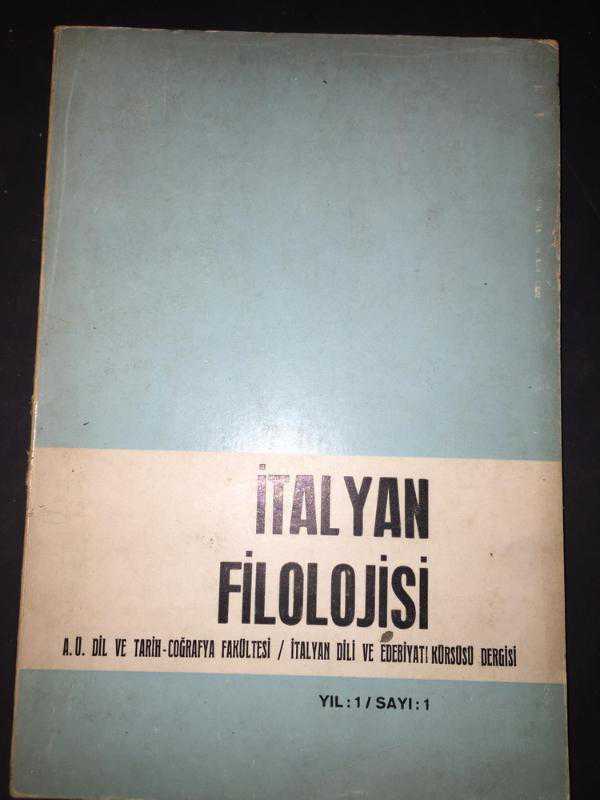 İTALYAN
FİLOLOJİSİ
A. Ü. DİL VE TARİH-COĞRAFYA FAKÜLTESİ / İTALYAN DİLİ VE EDEBİYATI KÜRSÜSÜ DERGİSİ
YIL : 1 / SAYI : 1